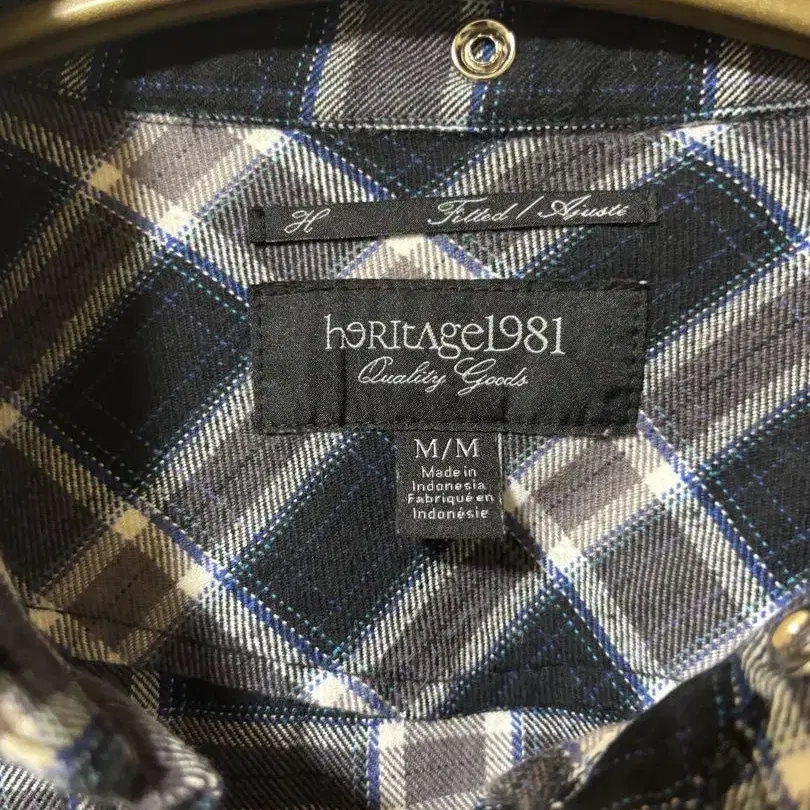 H Fitted / Ajusté
heritage1981
Quality Goods
M/M
Made in
Indonesia
Fabriqué en
Indonésie